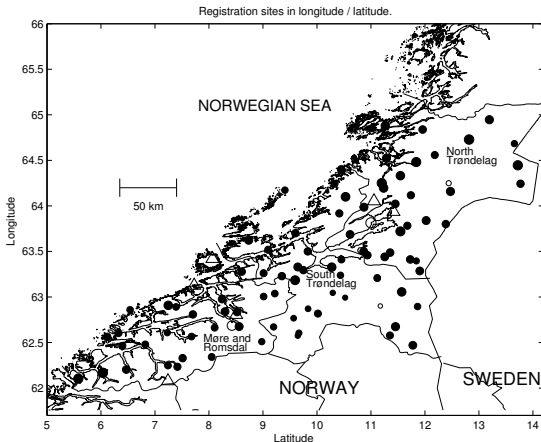 Registration sites in longitude / latitude.
66
65.5
65
64.5
64
63.5
63
62.5
62
Longitude
NORWEGIAN SEA
North
Trøndelag
50 km
South
Trøndelag
Møre and
Romsdal
NORWAY
SWEDEN
5
6
7
8
9
10
11
12
13
14
Latitude